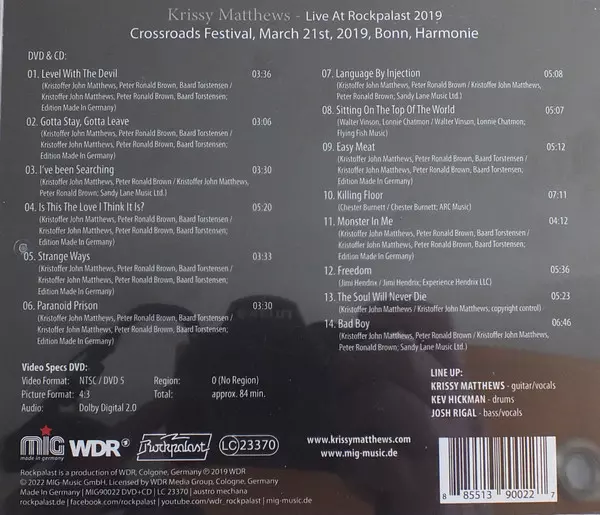 Krissy Matthews - Live At Rockpalast 2019
Crossroads Festival, March 21st, 2019, Bonn, Harmonie
DVD & CD:
01. Level With The Devil 03:36
(Kristoffer John Matthews, Peter Ronald Brown, Baard Torstensen /
Kristoffer John Matthews, Peter Ronald Brown, Baard Torstensen;
Edition Made In Germany)
02. Gotta Stay, Gotta Leave 03:06
(Kristoffer John Matthews, Peter Ronald Brown, Baard Torstensen /
Kristoffer John Matthews, Peter Ronald Brown, Baard Torstensen;
Edition Made In Germany)
03. I've been Searching 03:30
(Kristoffer John Matthews, Peter Ronald Brown / Kristoffer John Matthews,
Peter Ronald Brown; Sandy Lane Music Ltd.)
04. Is This The Love I Think It Is? 05:20
(Kristoffer John Matthews, Peter Ronald Brown, Baard Torstensen /
Kristoffer John Matthews, Peter Ronald Brown, Baard Torstensen;
Edition Made In Germany)
05. Strange Ways 03:33
(Kristoffer John Matthews, Peter Ronald Brown, Baard Torstensen /
Kristoffer John Matthews, Peter Ronald Brown, Baard Torstensen;
Edition Made In Germany)
06. Paranoid Prison 03:30
(Kristoffer John Matthews, Peter Ronald Brown, Baard Torstensen /
Kristoffer John Matthews, Peter Ronald Brown, Baard Torstensen;
Edition Made In Germany)
07. Language By Injection 05:08
(Kristoffer John Matthews, Peter Ronald Brown / Kristoffer John Matthews,
Peter Ronald Brown; Sandy Lane Music Ltd.)
08. Sitting On The Top Of The World 05:07
(Walter Vinson, Lonnie Chatmon / Walter Vinson, Lonnie Chatmon;
Flying Fish Music)
09. Easy Meat 05:12
(Kristoffer John Matthews, Peter Ronald Brown, Baard Torstensen /
Kristoffer John Matthews, Peter Ronald Brown, Baard Torstensen;
Edition Made In Germany)
10. Killing Floor 07:11
(Chester Burnett / Chester Burnett; ARC Music)
11. Monster In Me 04:12
(Kristoffer John Matthews, Peter Ronald Brown, Baard Torstensen /
Kristoffer John Matthews, Peter Ronald Brown, Baard Torstensen;
Edition Made In Germany)
12. Freedom 05:36
(Jimi Hendrix / Jimi Hendrix; Experience Hendrix LLC)
13. The Soul Will Never Die 05:23
(Kristoffer John Matthews / Kristoffer John Matthews; copyright control)
14. Bad Boy 06:46
(Kristoffer John Matthews, Peter Ronald Brown / Kristoffer John Matthews,
Peter Ronald Brown; Sandy Lane Music Ltd.)
Video Specs DVD:
Video Format: NTSC / DVD 5 Region: 0 (No Region)
Picture Format: 4:3 Total: approx. 84 min.
Audio: Dolby Digital 2.0
LINE UP:
KRISSY MATTHEWS - guitar/vocals
KEV HICKMAN - drums
JOSH RIGAL - bass/vocals
mig
made in germany
WDR
Rockpalast
LC 23370
www.krissymatthews.com
www.mig-music.de
Rockpalast is a production of WDR, Cologne, Germany ℗ 2019 WDR
© 2022 MIG-Music GmbH. Licensed by WDR Media Group, Cologne, Germany
Made In Germany | MIG90022 DVD+CD | LC 23370 | austro mechana
rockpalast.de | facebook.com/rockpalast | youtube.com/wdr_rockpalast | mig-music.de
8 85513 90022 7